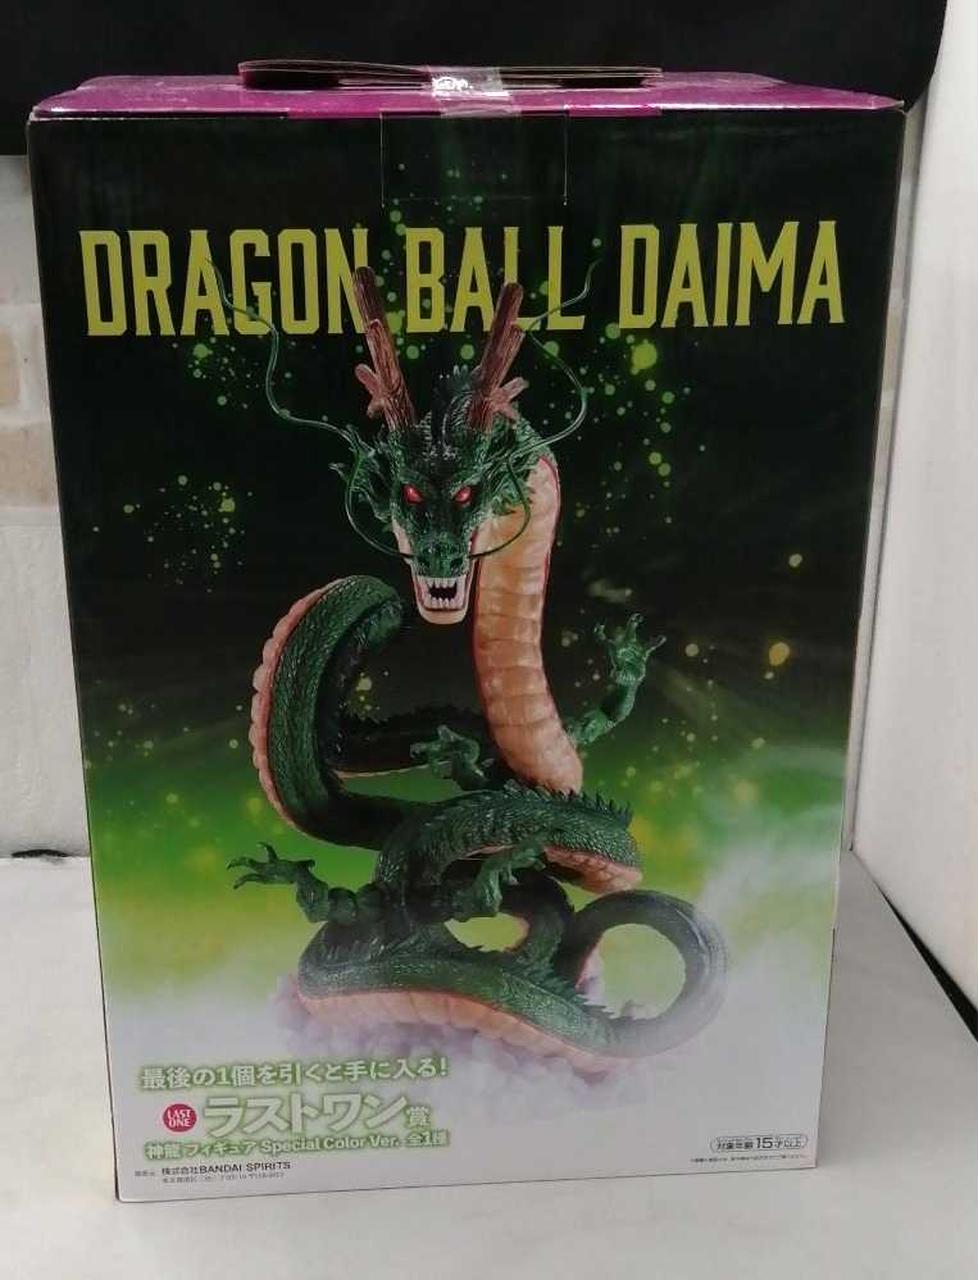 DRAGON BALL DAIMA
最後の1個を引くと手に入る!
LAST
ONE
ラストワン賞
神龍フィギュア Special Color Ver. 全1種
対象年齢15才以上
株式会社BANDAI SPIRITS